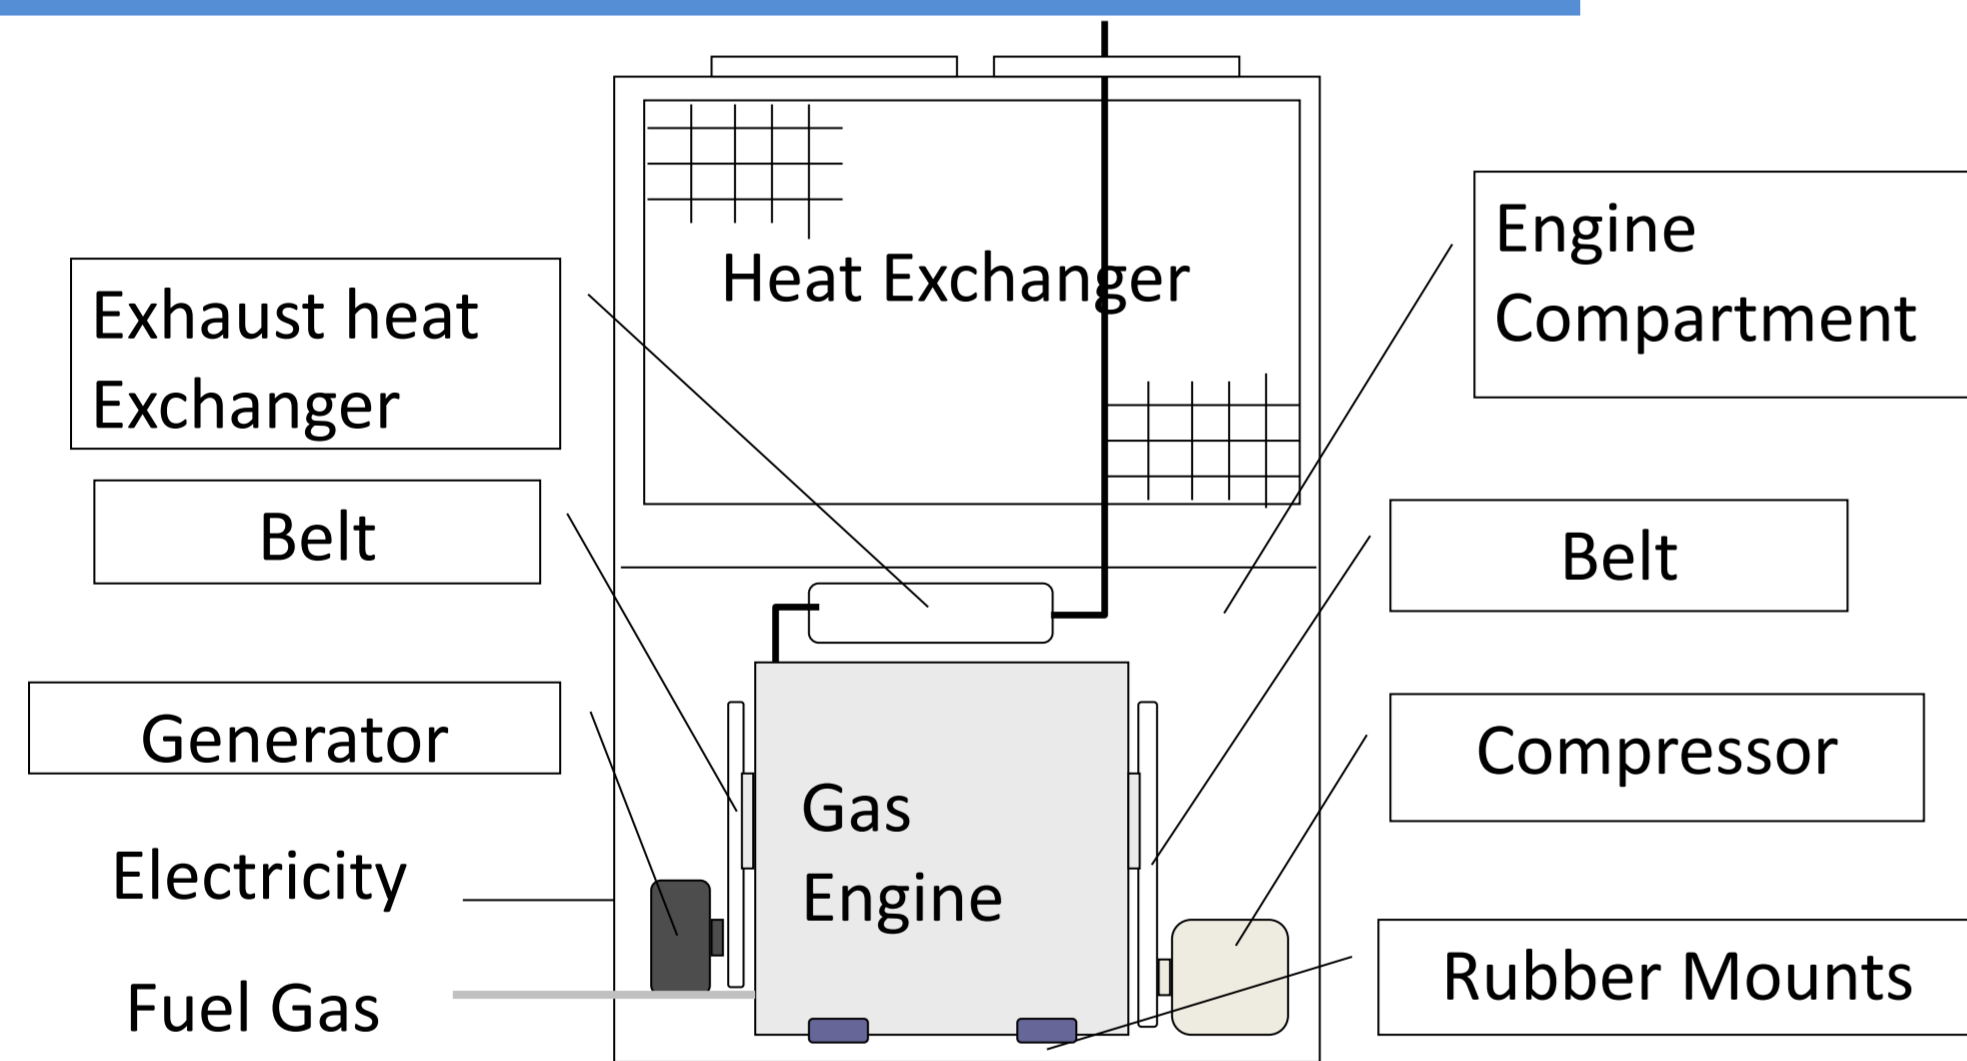 Heat Exchanger
Exhaust heat
Exchanger
Belt
Generator
Electricity
Fuel Gas
Gas
Engine
Engine
Compartment
Belt
Compressor
Rubber Mounts